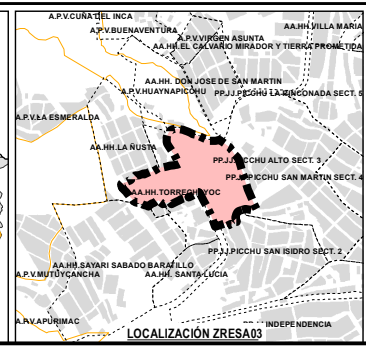 A.P.V.CUNA DEL INCA
AA.HH.VILLA MARIA
A.P.V.BUENAVENTURA
A.P.V.VIRGEN ASUNTA
AA.HH.EL CALVARIO MIRADOR Y TIERRA PROMETIDA
AA.HH. DON JOSE DE SAN MARTIN
A.P.V.HUAYNAPICCHU
PP.JJ.PICCHU LA RINCONADA SECT. 5
A.P.V.LA ESMERALDA
AA.HH.LA ÑUSTA
PP.JJ.PICCHU ALTO SECT. 3
PP.JJ.PICCHU SAN MARTIN SECT. 4
AA.HH.TORRECHAYOC
PP.JJ.PICCHU SAN ISIDRO SECT. 2
AA.HH.SAYARI SABADO BARATILLO
A.P.V.MUTUYCANCHA
AA.HH. SANTA LUCIA
A.P.V.APURIMAC
INDEPENDENCIA
LOCALIZACIÓN ZRESA03